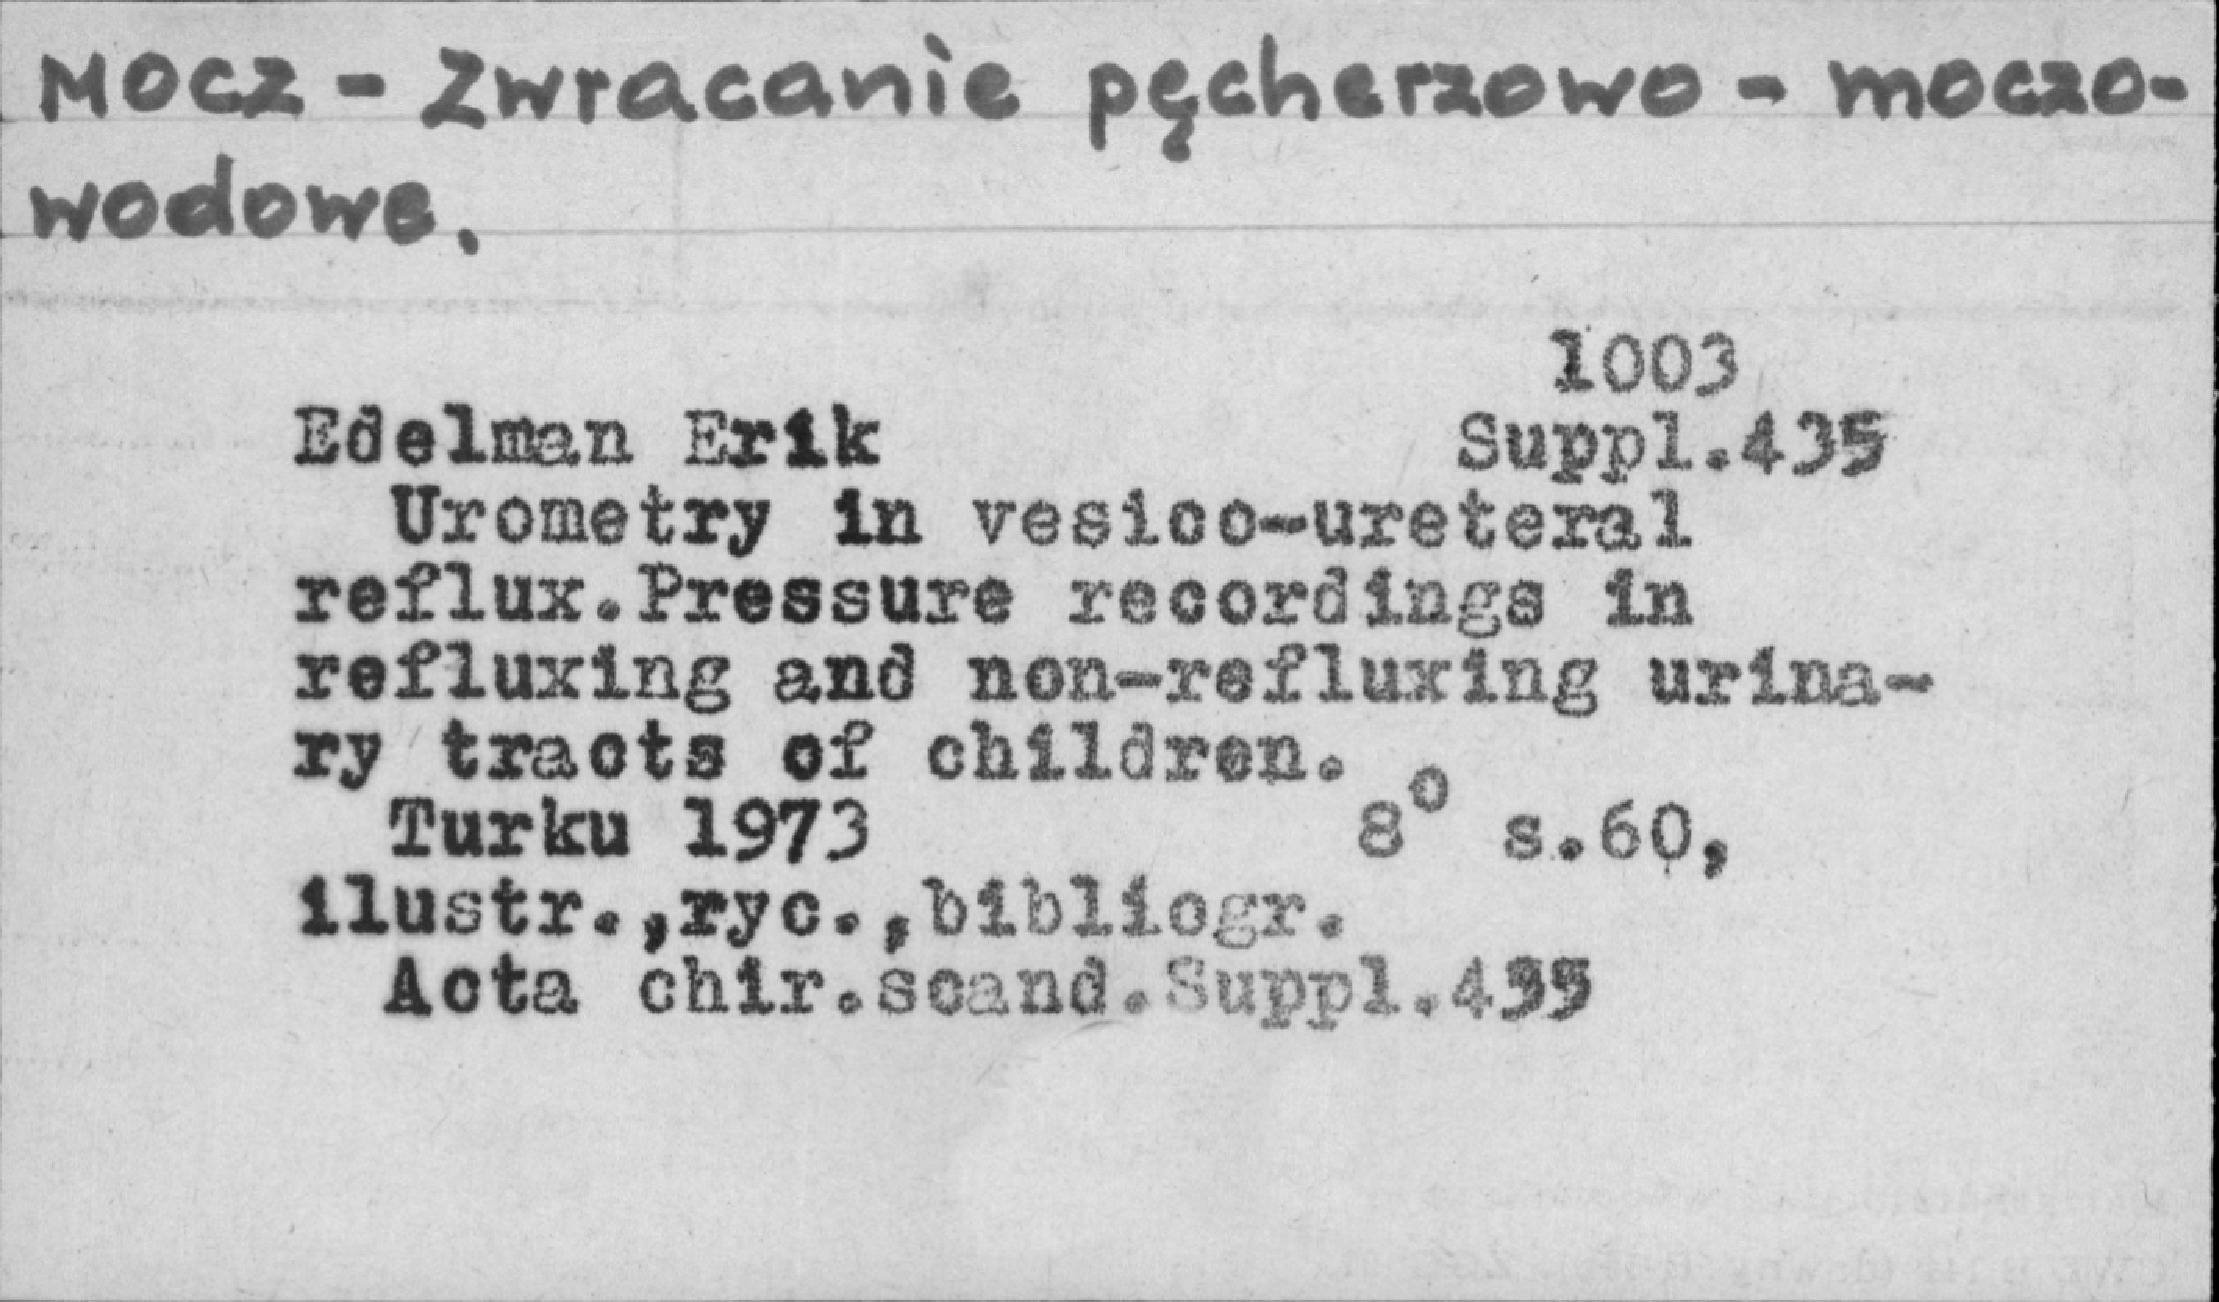 Mocz - Zwracanie pęcherzowo - moczo-
wodowe.
1003
Edelman Erik Suppl.435
Urometry in vesico-ureteral
reflux.Pressure recordings in
refluxing and non-refluxing urina-
ry tracts of children.
Turku 1973 8° s.60,
ilustr.,ryc.,bibliogr.
Acta chir.scand.Suppl.435